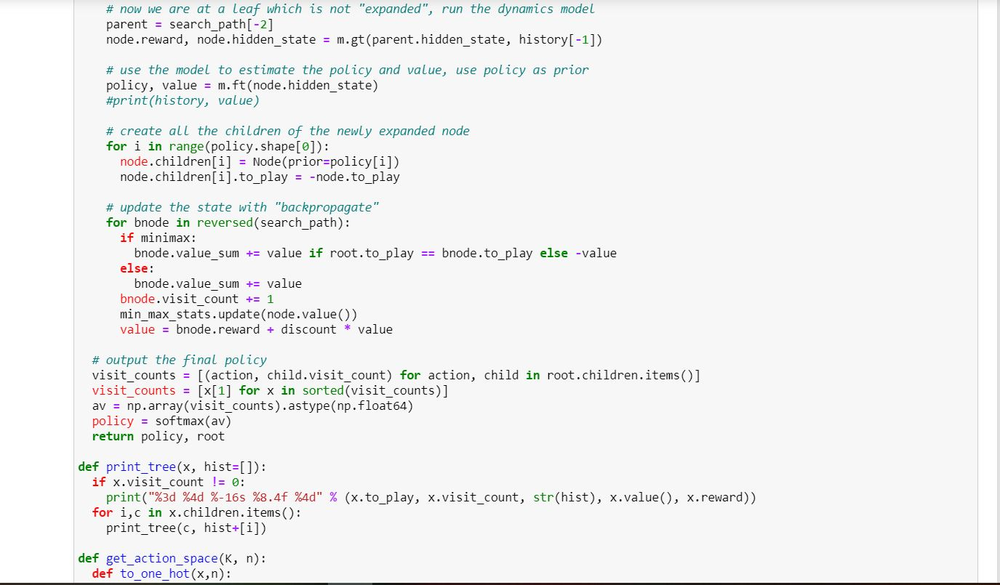 # now we are at a leaf which is not "expanded", run the dynamics model
parent = search_path[-2]
node.reward, node.hidden_state = m.gt(parent.hidden_state, history[-1])
# use the model to estimate the policy and value, use policy as prior
policy, value = m.ft(node.hidden_state)
#print(history, value)
# create all the children of the newly expanded node
for i in range(policy.shape[0]):
node.children[i] = Node(prior=policy[i])
node.children[i].to_play = -node.to_play
# update the state with "backpropagate"
for bnode in reversed(search_path):
if minimax:
bnode.value_sum += value if root.to_play == bnode.to_play else -value
else:
bnode.value_sum += value
bnode.visit_count += 1
min_max_stats.update(node.value())
value = bnode.reward + discount * value
# output the final policy
visit_counts = [(action, child.visit_count) for action, child in root.children.items()]
visit_counts = [x[1] for x in sorted(visit_counts)]
av = np.array(visit_counts).astype(np.float64)
policy = softmax(av)
return policy, root
def print_tree(x, hist=[]):
if x.visit_count != 0:
print("%3d %4d %-16s %8.4f %4d" % (x.to_play, x.visit_count, str(hist), x.value(), x.reward))
for i,c in x.children.items():
print_tree(c, hist+[i])
def get_action_space(K, n):
def to_one_hot(x,n):